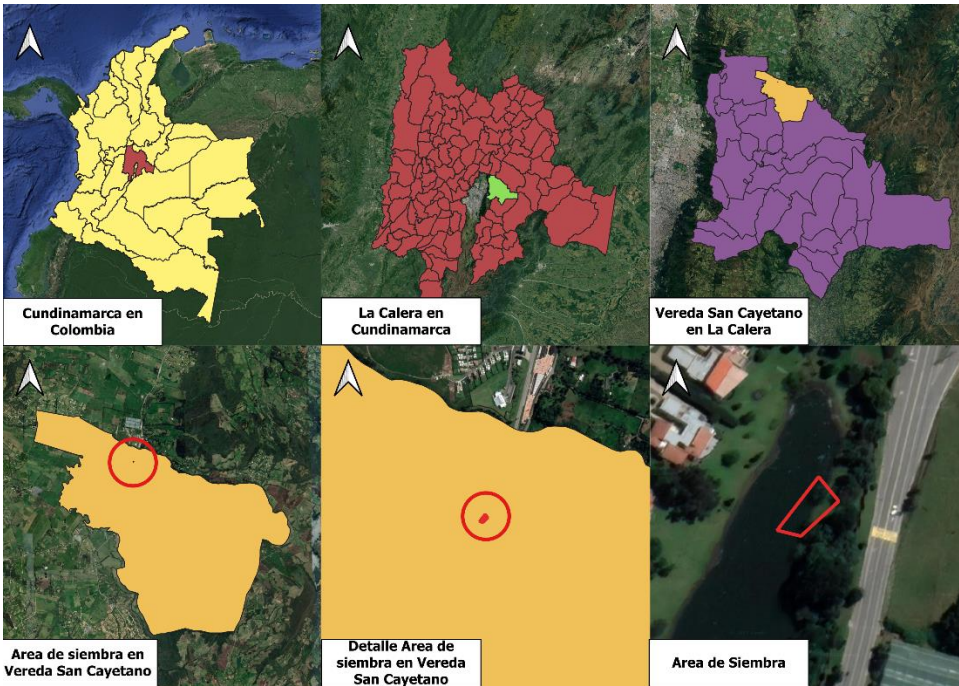 Cundinamarca en
Colombia
La Calera en
Cundinamarca
Vereda San Cayetano
en La Calera
Area de siembra en
Vereda San Cayetano
Detalle Area de
siembra en Vereda
San Cayetano
Area de Siembra